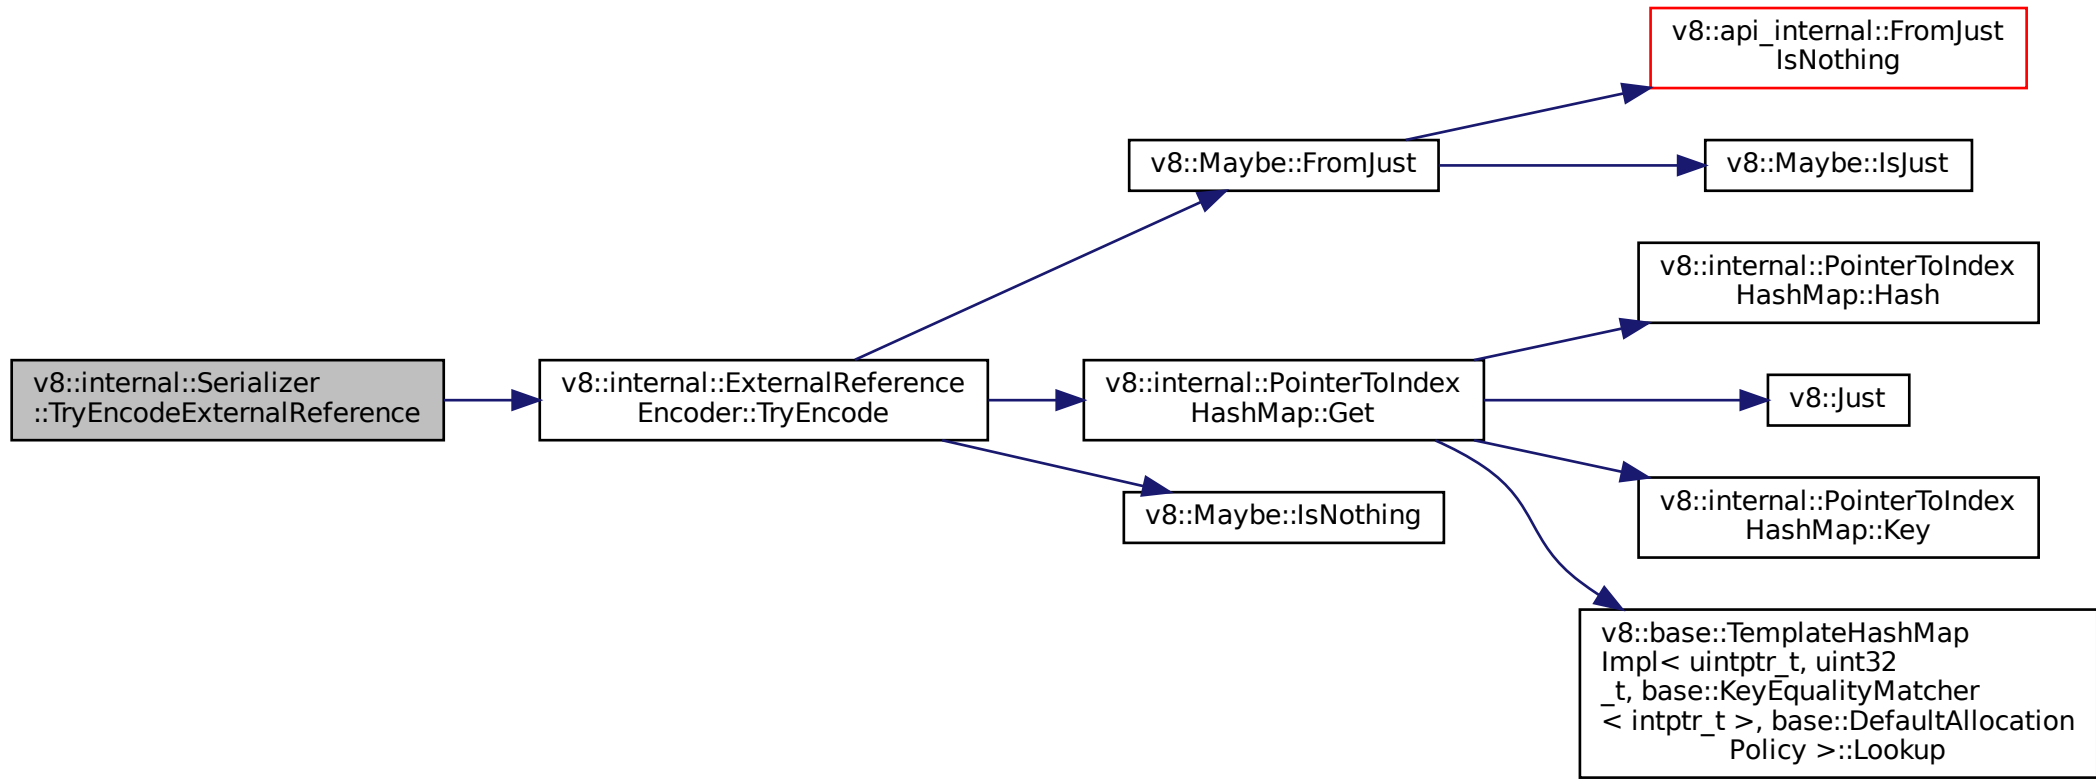 v8::api_internal::FromJust
IsNothing
v8::Maybe::FromJust
v8::Maybe::IsJust
v8::internal::PointerToIndex
HashMap::Hash
v8::internal::Serializer
::TryEncodeExternalReference
v8::internal::ExternalReference
Encoder::TryEncode
v8::internal::PointerToIndex
HashMap::Get
v8::Just
v8::Maybe::IsNothing
v8::internal::PointerToIndex
HashMap::Key
v8::base::TemplateHashMap
Impl< uintptr_t, uint32
_t, base::KeyEqualityMatcher
< intptr_t >, base::DefaultAllocation
Policy >::Lookup